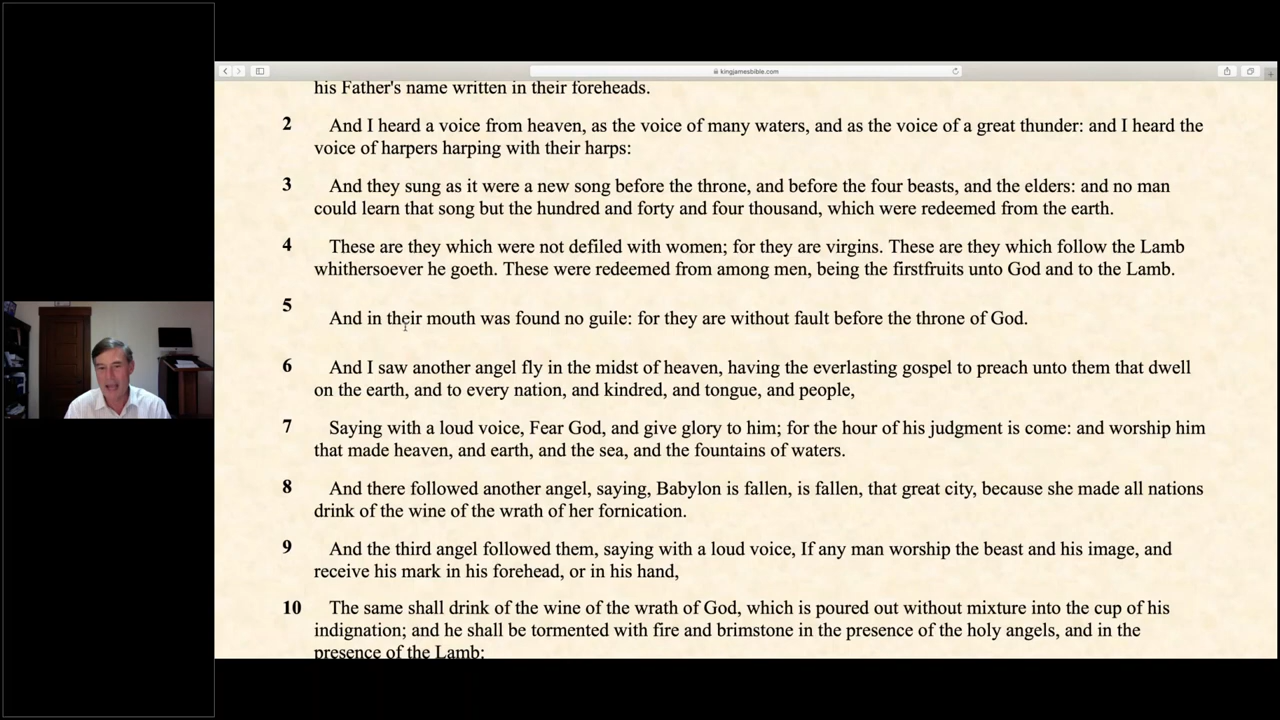 kingjamesbible.com
his Father's name written in their foreheads.
2 And I heard a voice from heaven, as the voice of many waters, and as the voice of a great thunder: and I heard the
voice of harpers harping with their harps:
3 And they sung as it were a new song before the throne, and before the four beasts, and the elders: and no man
could learn that song but the hundred and forty and four thousand, which were redeemed from the earth.
4 These are they which were not defiled with women; for they are virgins. These are they which follow the Lamb
whithersoever he goeth. These were redeemed from among men, being the firstfruits unto God and to the Lamb.
5 And in their mouth was found no guile: for they are without fault before the throne of God.
6 And I saw another angel fly in the midst of heaven, having the everlasting gospel to preach unto them that dwell
on the earth, and to every nation, and kindred, and tongue, and people,
7 Saying with a loud voice, Fear God, and give glory to him; for the hour of his judgment is come: and worship him
that made heaven, and earth, and the sea, and the fountains of waters.
8 And there followed another angel, saying, Babylon is fallen, is fallen, that great city, because she made all nations
drink of the wine of the wrath of her fornication.
9 And the third angel followed them, saying with a loud voice, If any man worship the beast and his image, and
receive his mark in his forehead, or in his hand,
10 The same shall drink of the wine of the wrath of God, which is poured out without mixture into the cup of his
indignation; and he shall be tormented with fire and brimstone in the presence of the holy angels, and in the
presence of the Lamb: